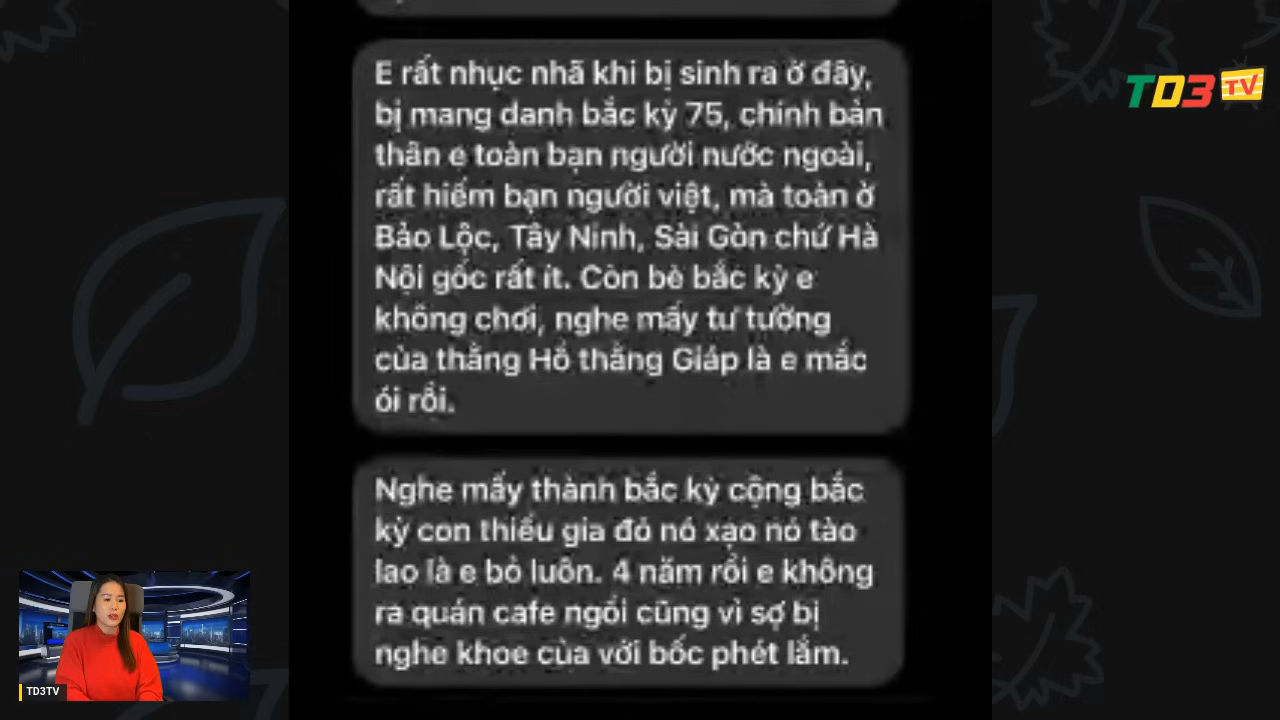 E rất nhục nhã khi bị sinh ra ở đây,
bị mang danh bắc kỳ 75, chính bản
thân e toàn bạn người nước ngoài,
rất hiếm bạn người việt, mà toàn ở
Bảo Lộc, Tây Ninh, Sài Gòn chứ Hà
Nội gốc rất ít. Còn bè bắc kỳ e
không chơi, nghe mấy tư tưởng
của thằng Hồ thằng Giáp là e mắc
ói rồi.
Nghe mấy thành bắc kỳ cộng bắc
kỳ con thiếu gia đỏ nó xạo nó tào
lao là e bỏ luôn. 4 năm rồi e không
ra quán cafe ngồi cũng vì sợ bị
nghe khoe của với bốc phét lắm.
TD3 TV
TD3TV